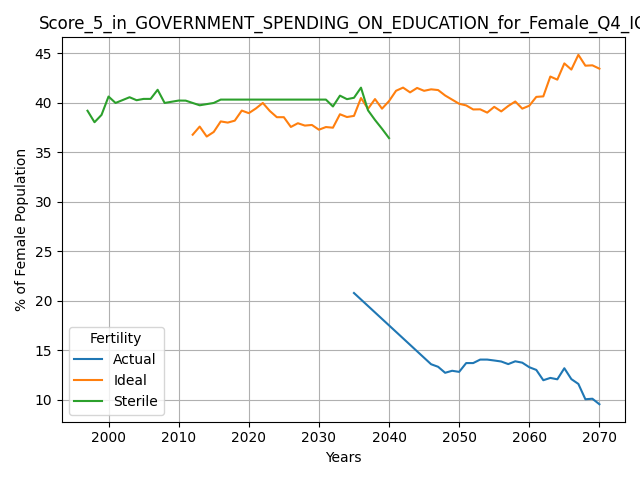 Score_5_in_GOVERNMENT_SPENDING_ON_EDUCATION_for_Female_Q4_IQ
45
40
35
30
25
20
15
10
% of Female Population
Fertility
Actual
Ideal
Sterile
2000 2010 2020 2030 2040 2050 2060 2070
Years